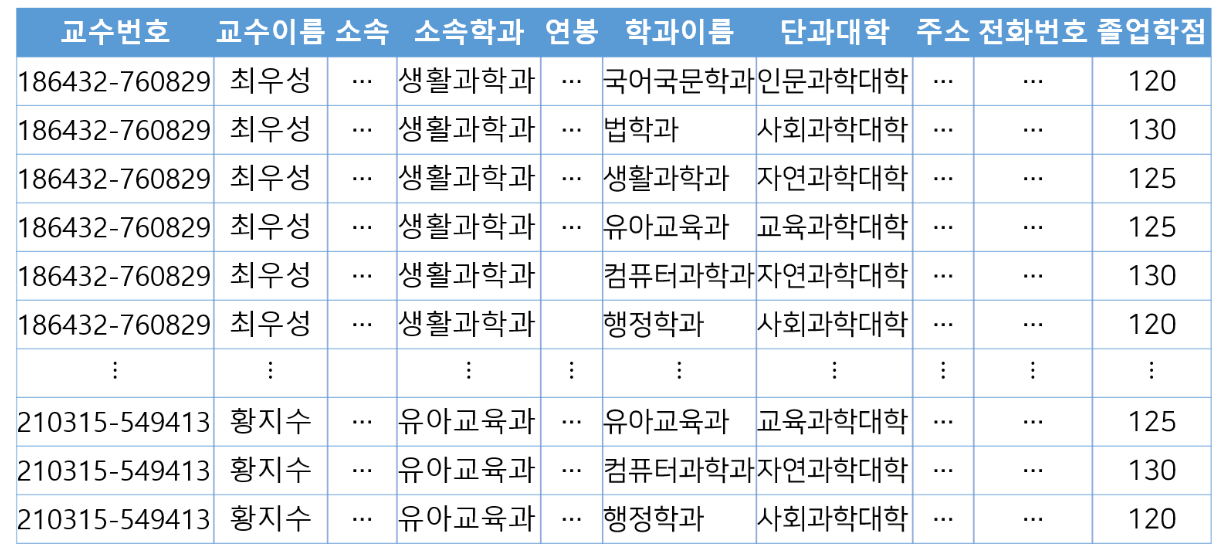 교수번호 교수이름 소속 소속학과 연봉 학과이름 단과대학 주소 전화번호 졸업학점
186432-760829 최우성 ··· 생활과학과 ··· 국어국문학과 인문과학대학 ··· ··· 120
186432-760829 최우성 ··· 생활과학과 ··· 법학과 사회과학대학 ··· ··· 130
186432-760829 최우성 ··· 생활과학과 ··· 생활과학과 자연과학대학 ··· ··· 125
186432-760829 최우성 ··· 생활과학과 ··· 유아교육과 교육과학대학 ··· ··· 125
186432-760829 최우성 ··· 생활과학과 컴퓨터과학과 자연과학대학 ··· ··· 130
186432-760829 최우성 ··· 생활과학과 행정학과 사회과학대학 ··· ··· 120
⋮ ⋮ ⋮ ⋮ ⋮ ⋮ ⋮ ⋮ ⋮
210315-549413 황지수 ··· 유아교육과 ··· 유아교육과 교육과학대학 ··· ··· 125
210315-549413 황지수 ··· 유아교육과 ··· 컴퓨터과학과 자연과학대학 ··· ··· 130
210315-549413 황지수 ··· 유아교육과 ··· 행정학과 사회과학대학 ··· ··· 120